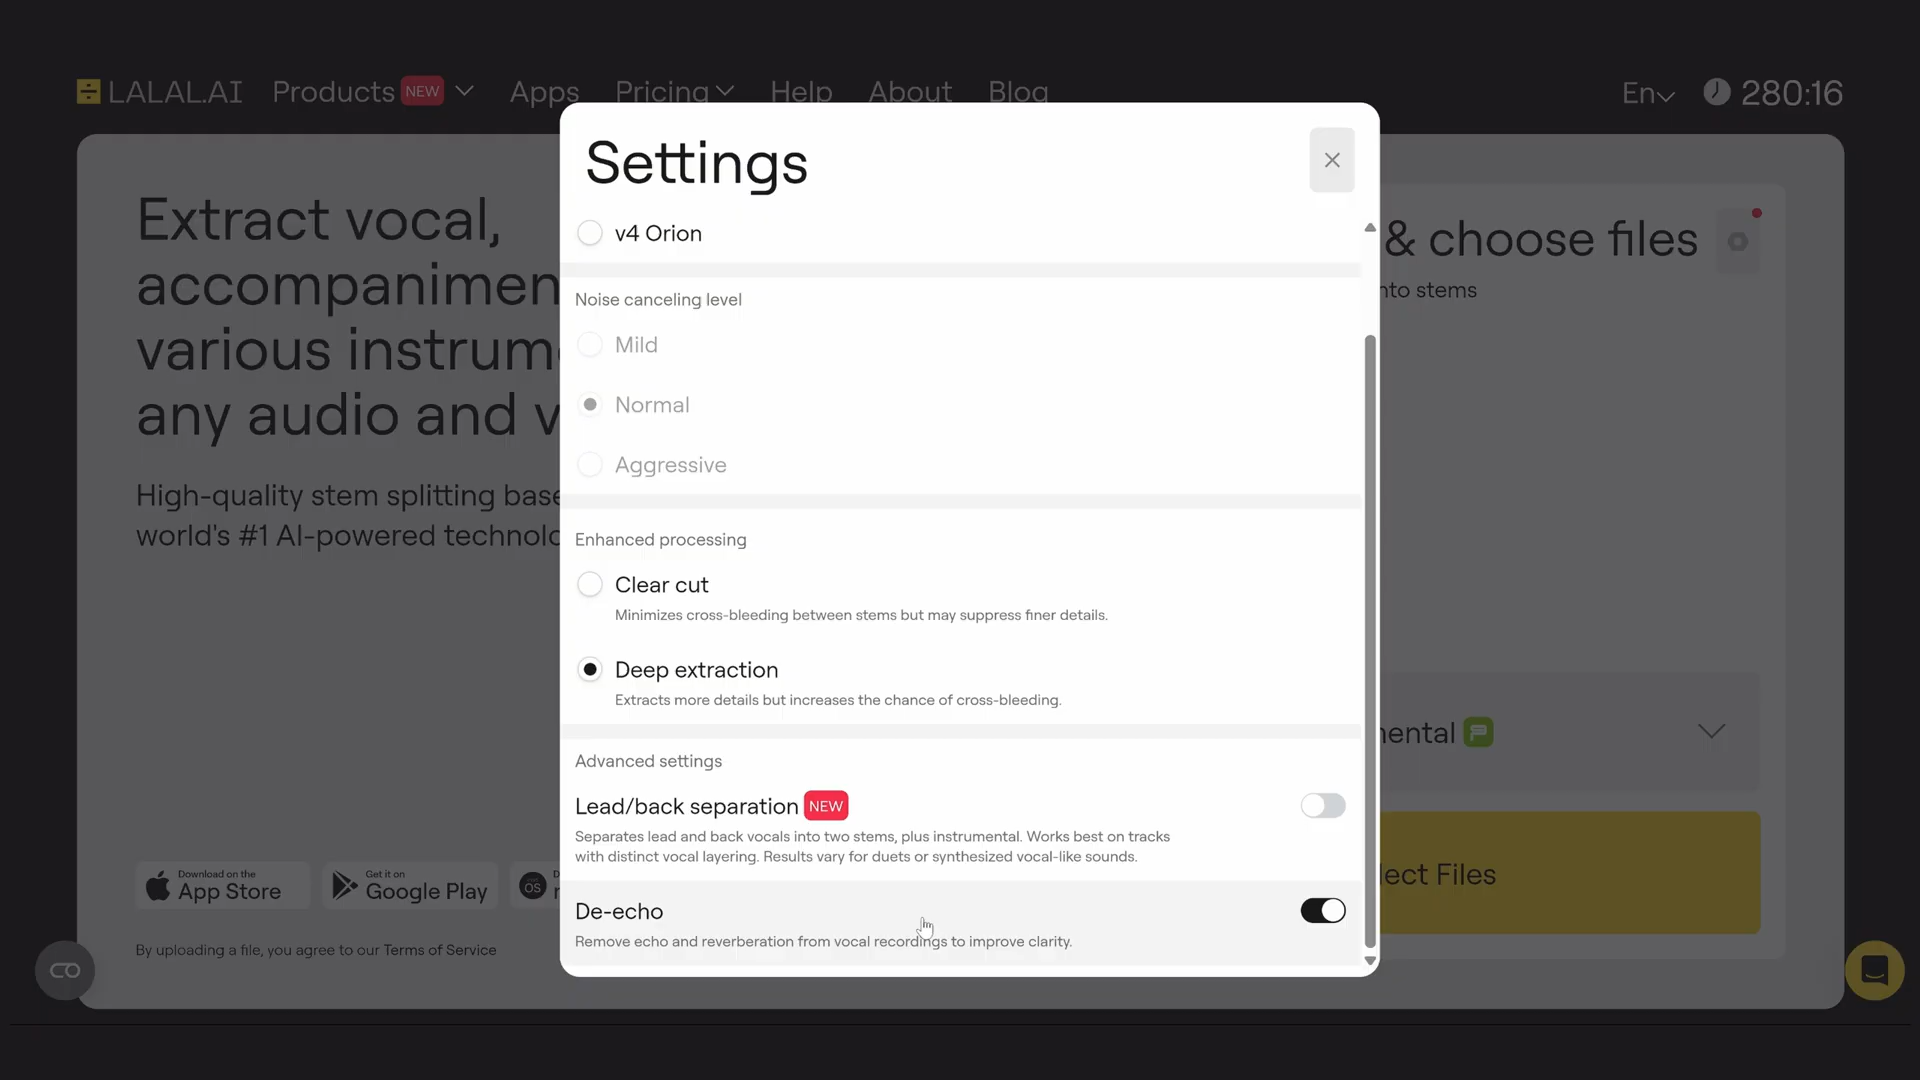 LALAL.AI Products NEW Apps Pricing Help About Blog En 280:16
Extract vocal,
accompanimen
various instrum
any audio and v
High-quality stem splitting base
world's #1 AI-powered technolo
Download on the
App Store
Get it on
Google Play
OS
By uploading a file, you agree to our Terms of Service
Settings
v4 Orion
Noise canceling level
Mild
Normal
Aggressive
Enhanced processing
Clear cut
Minimizes cross-bleeding between stems but may suppress finer details.
Deep extraction
Extracts more details but increases the chance of cross-bleeding.
Advanced settings
Lead/back separation NEW
Separates lead and back vocals into two stems, plus instrumental. Works best on tracks
with distinct vocal layering. Results vary for duets or synthesized vocal-like sounds.
De-echo
Remove echo and reverberation from vocal recordings to improve clarity.
& choose files
nto stems
mental
lect Files